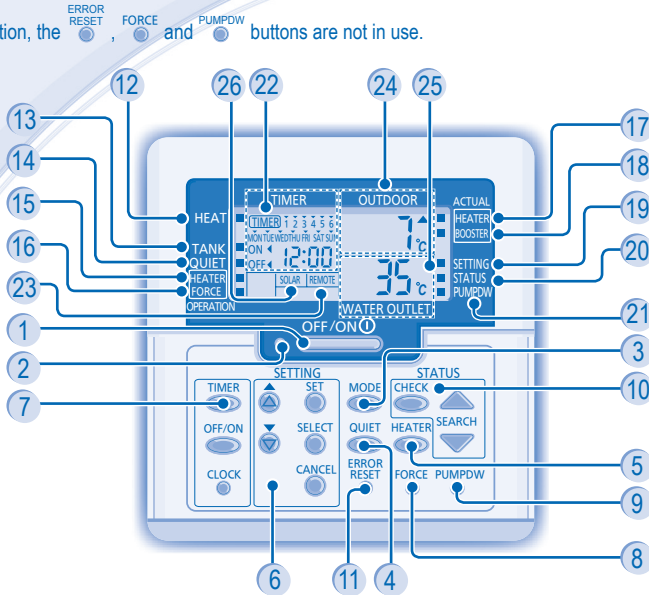 ERROR RESET FORCE PUMPDW
tion, the , and buttons are not in use.
12 26 22 24 25
13 14 15 16 23 1 2 7
17 18 19 20 21 3 10 5 9 8
TIMER OUTDOOR ACTUAL
HEAT TIMER 1 2 3 4 5 6 7 °C HEATER
MON TUE WED THU FRI SAT SUN BOOSTER
TANK ON
QUIET OFF 12:00 35 °C SETTING
HEATER SOLAR REMOTE STATUS
FORCE PUMPDW
OPERATION WATER OUTLET
OFF/ON
SETTING STATUS
TIMER SET MODE CHECK
OFF/ON SELECT QUIET HEATER SEARCH
CLOCK CANCEL ERROR RESET FORCE PUMPDW
6 11 4